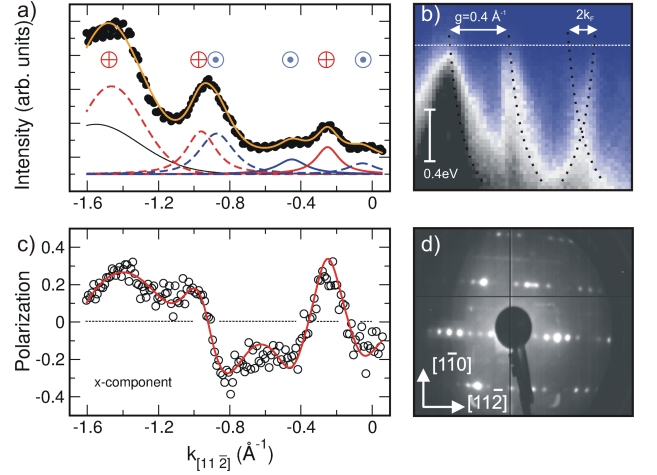 a)
Intensity (arb. units)
-1.6
-1.2
-0.8
-0.4
0
b)
g=0.4 Å⁻¹
2k_F
0.4eV
c)
Polarization
0.4
0.2
0
-0.2
-0.4
x-component
-1.6
-1.2
-0.8
-0.4
0
k_[11 2̅] (Å⁻¹)
d)
[11̅0]
[112̅]